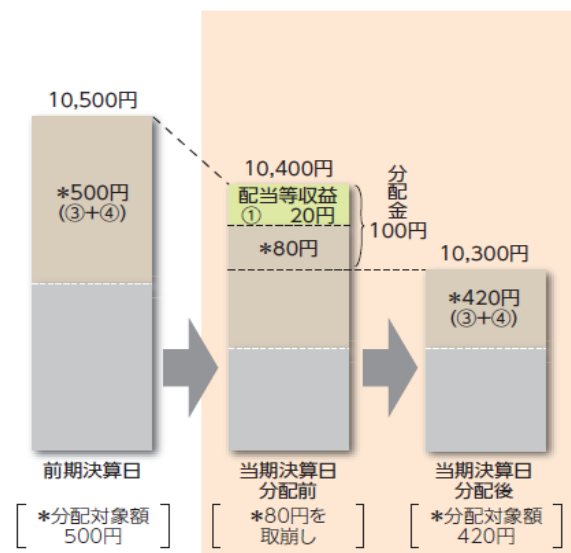 10,500円
*500円
(③+④)
前期決算日
*分配対象額
500円
10,400円
配当等収益
① 20円
*80円
分配金
100円
当期決算日
分配前
*80円を
取崩し
10,300円
*420円
(③+④)
当期決算日
分配後
*分配対象額
420円